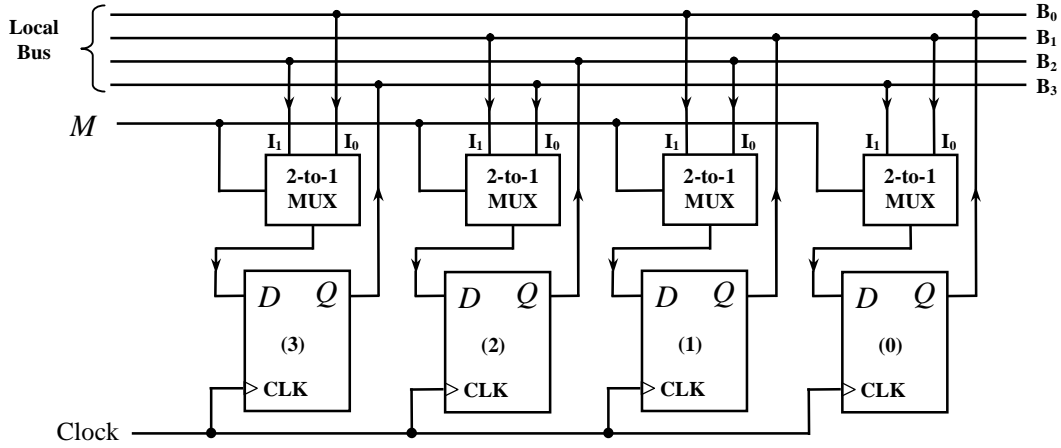 Local
Bus
B₀
B₁
B₂
B₃
M
I₁ I₀ I₁ I₀ I₁ I₀ I₁ I₀
2-to-1 2-to-1 2-to-1 2-to-1
MUX MUX MUX MUX
D Q D Q D Q D Q
(3) (2) (1) (0)
CLK CLK CLK CLK
Clock